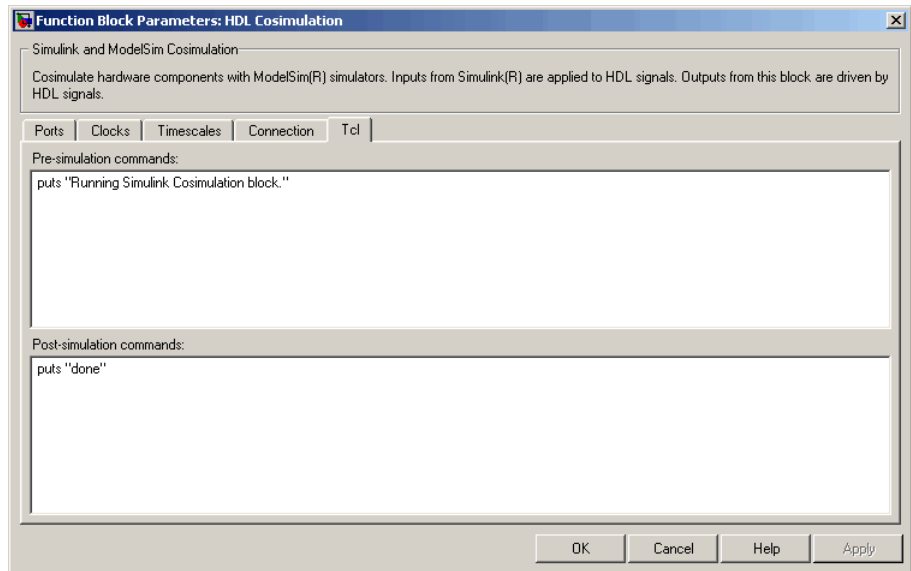 Function Block Parameters: HDL Cosimulation
Simulink and ModelSim Cosimulation
Cosimulate hardware components with ModelSim(R) simulators. Inputs from Simulink(R) are applied to HDL signals. Outputs from this block are driven by
HDL signals.
Ports Clocks Timescales Connection Tcl
Pre-simulation commands:
puts "Running Simulink Cosimulation block."
Post-simulation commands:
puts "done"
OK Cancel Help Apply